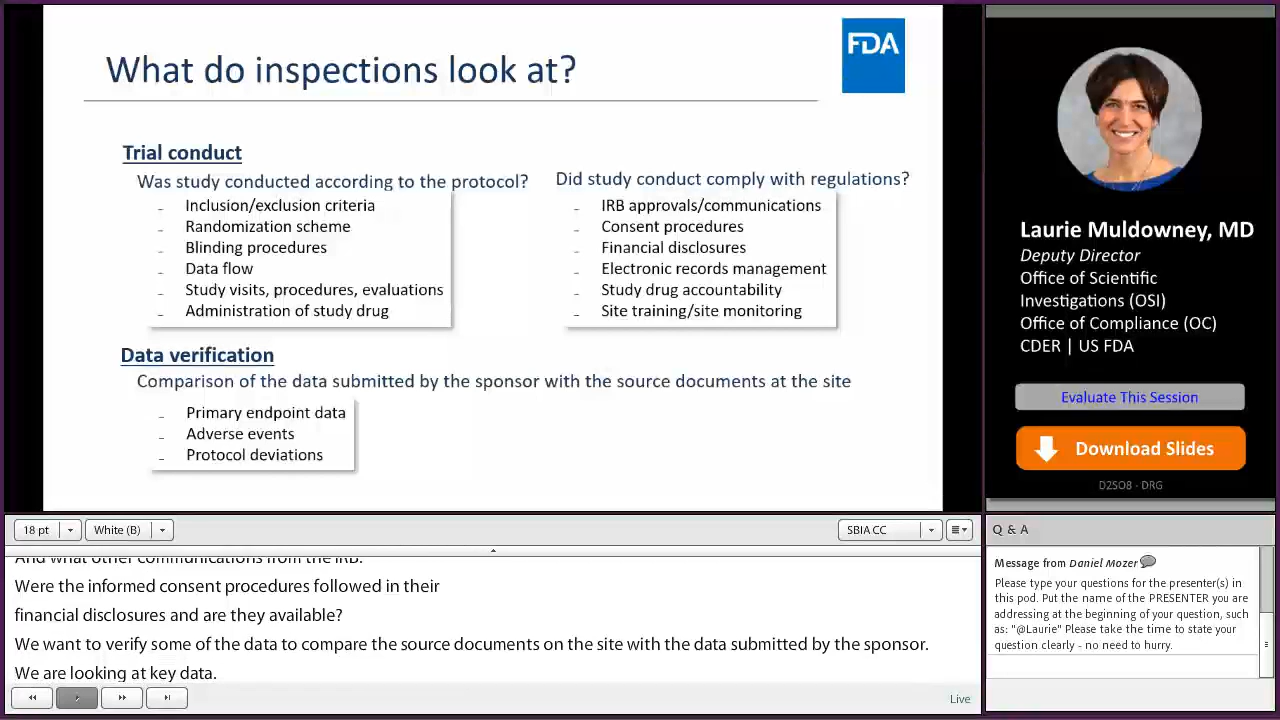 What do inspections look at?
FDA
Trial conduct
Was study conducted according to the protocol?
Inclusion/exclusion criteria
Randomization scheme
Blinding procedures
Data flow
Study visits, procedures, evaluations
Administration of study drug
Did study conduct comply with regulations?
IRB approvals/communications
Consent procedures
Financial disclosures
Electronic records management
Study drug accountability
Site training/site monitoring
Data verification
Comparison of the data submitted by the sponsor with the source documents at the site
Primary endpoint data
Adverse events
Protocol deviations
Laurie Muldowney, MD
Deputy Director
Office of Scientific
Investigations (OSI)
Office of Compliance (OC)
CDER | US FDA
Evaluate This Session
Download Slides
D2S08 - DRG
18 pt
White (B)
SBIA CC
And what other communications from the IRB.
Were the informed consent procedures followed in their
financial disclosures and are they available?
We want to verify some of the data to compare the source documents on the site with the data submitted by the sponsor.
We are looking at key data.
Live
Q & A
Message from Daniel Mozer
Please type your questions for the presenter(s) in
this pod. Put the name of the PRESENTER you are
addressing at the beginning of your question, such
as: "@Laurie" Please take the time to state your
question clearly - no need to hurry.